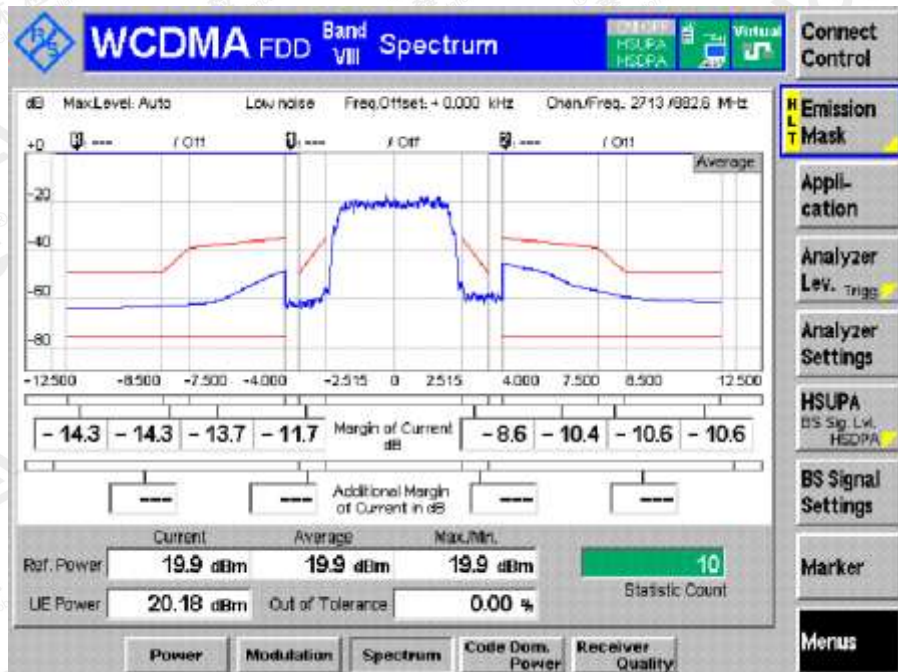 WCDMA FDD Band VIII Spectrum
HSUPA
HSDPA
Virtual
Connect Control
dB Max.Level: Auto Low noise Freq.Offset: + 0.000 kHz Chan./Freq.: 2713 /882.6 MHz
HLT
Emission Mask
3: --- / Off 1: --- / Off 2: --- / Off
Average
+0
-20
-40
-60
-80
-12.500 -8.500 -7.500 -4.000 -2.515 0 2.515 4.000 7.500 8.500 12.500
Appli-cation
Analyzer Lev. Trigg.
Analyzer Settings
HSUPA
BS Sig. Lvl.
HSDPA
- 14.3 - 14.3 - 13.7 - 11.7 Margin of Current dB - 8.6 - 10.4 - 10.6 - 10.6
--- --- Additional Margin of Current in dB --- ---
BS Signal Settings
Current Average Max./Min.
Ref. Power 19.9 dBm 19.9 dBm 19.9 dBm 10
Statistic Count
UE Power 20.18 dBm Out of Tolerance 0.00 %
Marker
Menus
Power Modulation Spectrum Code Dom. Power Receiver Quality